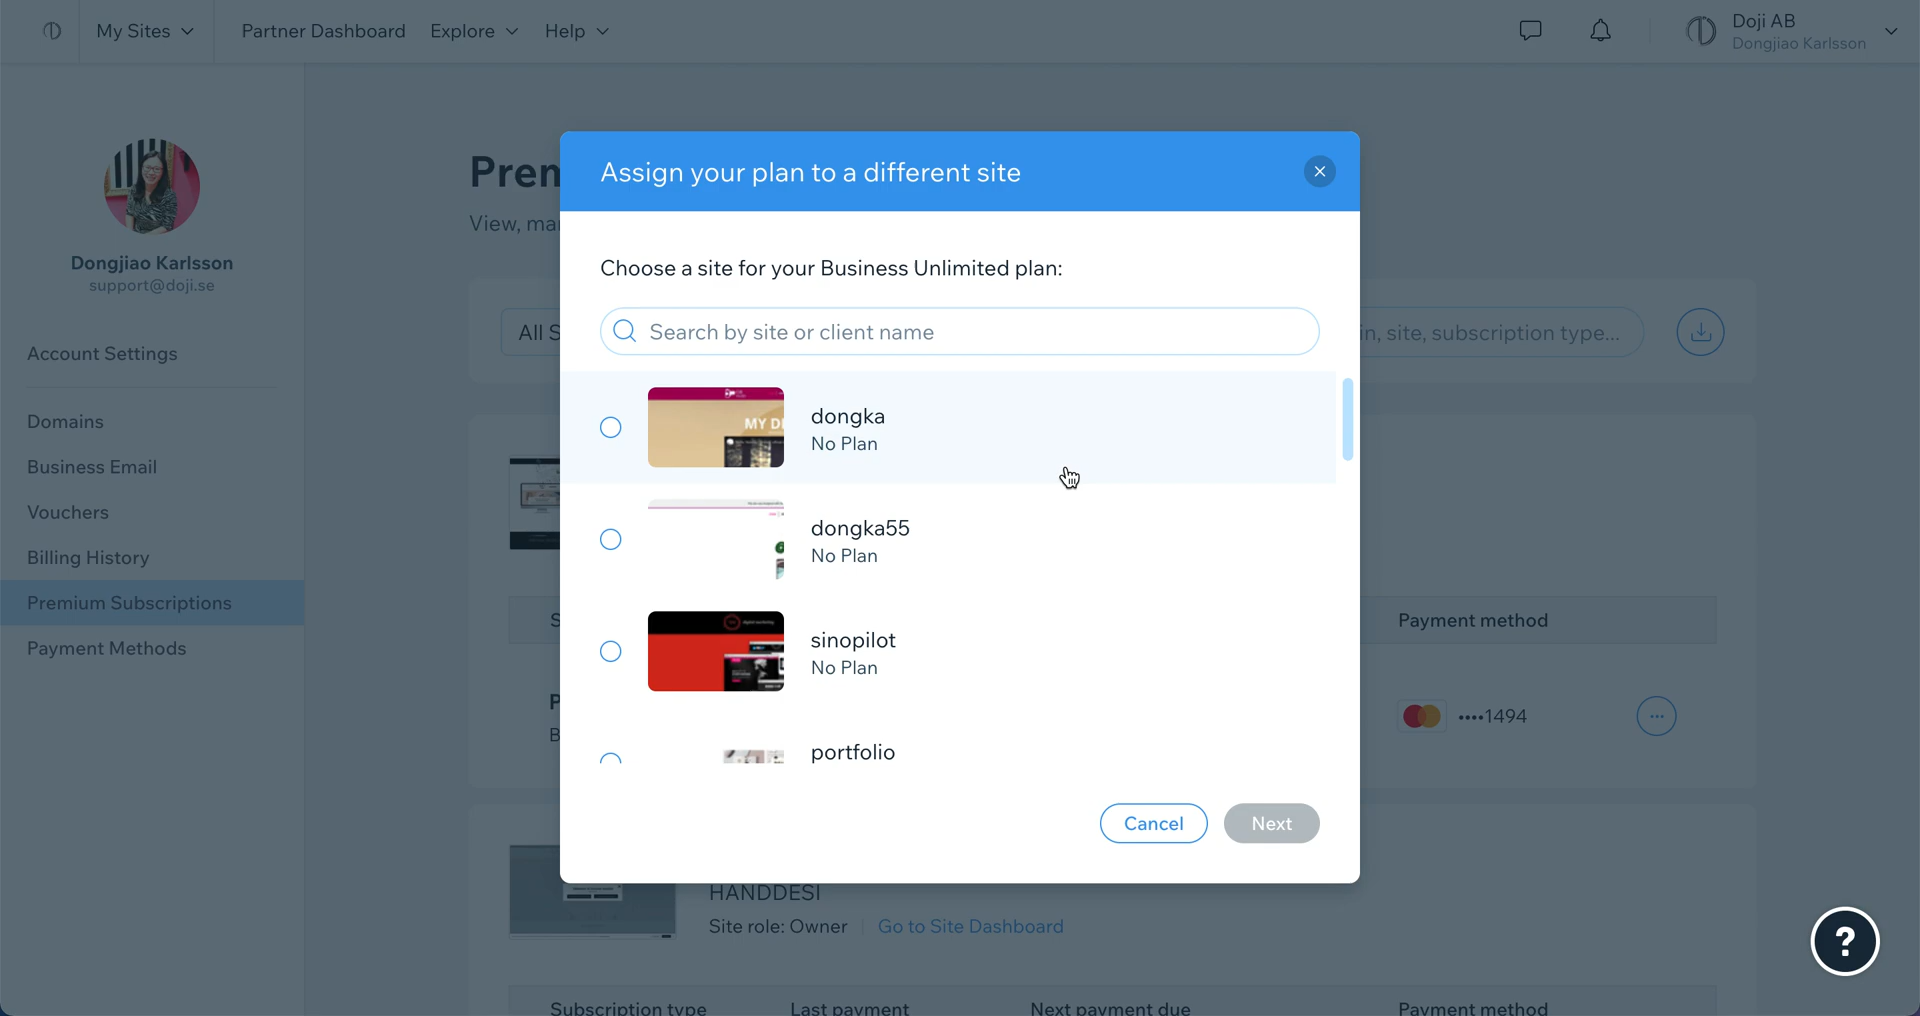 My Sites
Partner Dashboard
Explore
Help
Doji AB
Dongjiao Karlsson
Dongjiao Karlsson
support@doji.se
Account Settings
Domains
Business Email
Vouchers
Billing History
Premium Subscriptions
Payment Methods
Prem
View, ma
All S
in, site, subscription type...
Assign your plan to a different site
Choose a site for your Business Unlimited plan:
Search by site or client name
MY D
dongka
No Plan
dongka55
No Plan
sinopilot
No Plan
portfolio
Cancel
Next
S
Payment method
P
B
••••1494
HANDDESI
Site role: Owner
Go to Site Dashboard
Subscription type
Last payment
Next payment due
Payment method
?